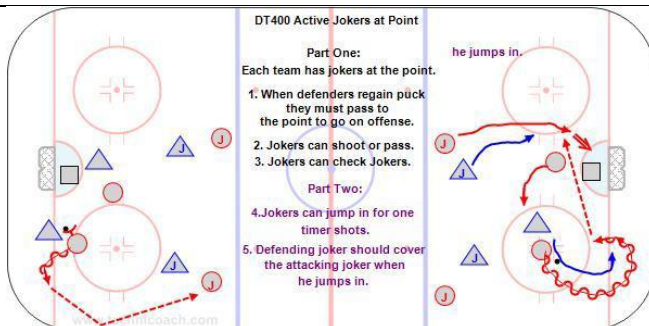 DT400 Active Jokers at Point
Part One:
he jumps in.
Each team has jokers at the point.
1. When defenders regain puck
they must pass to
the point to go on offense.
2. Jokers can shoot or pass.
3. Jokers can check Jokers.
Part Two:
4.Jokers can jump in for one
timer shots.
5. Defending joker should cover
the attacking joker when
he jumps in.
J
J
J
J
J
J
J
J